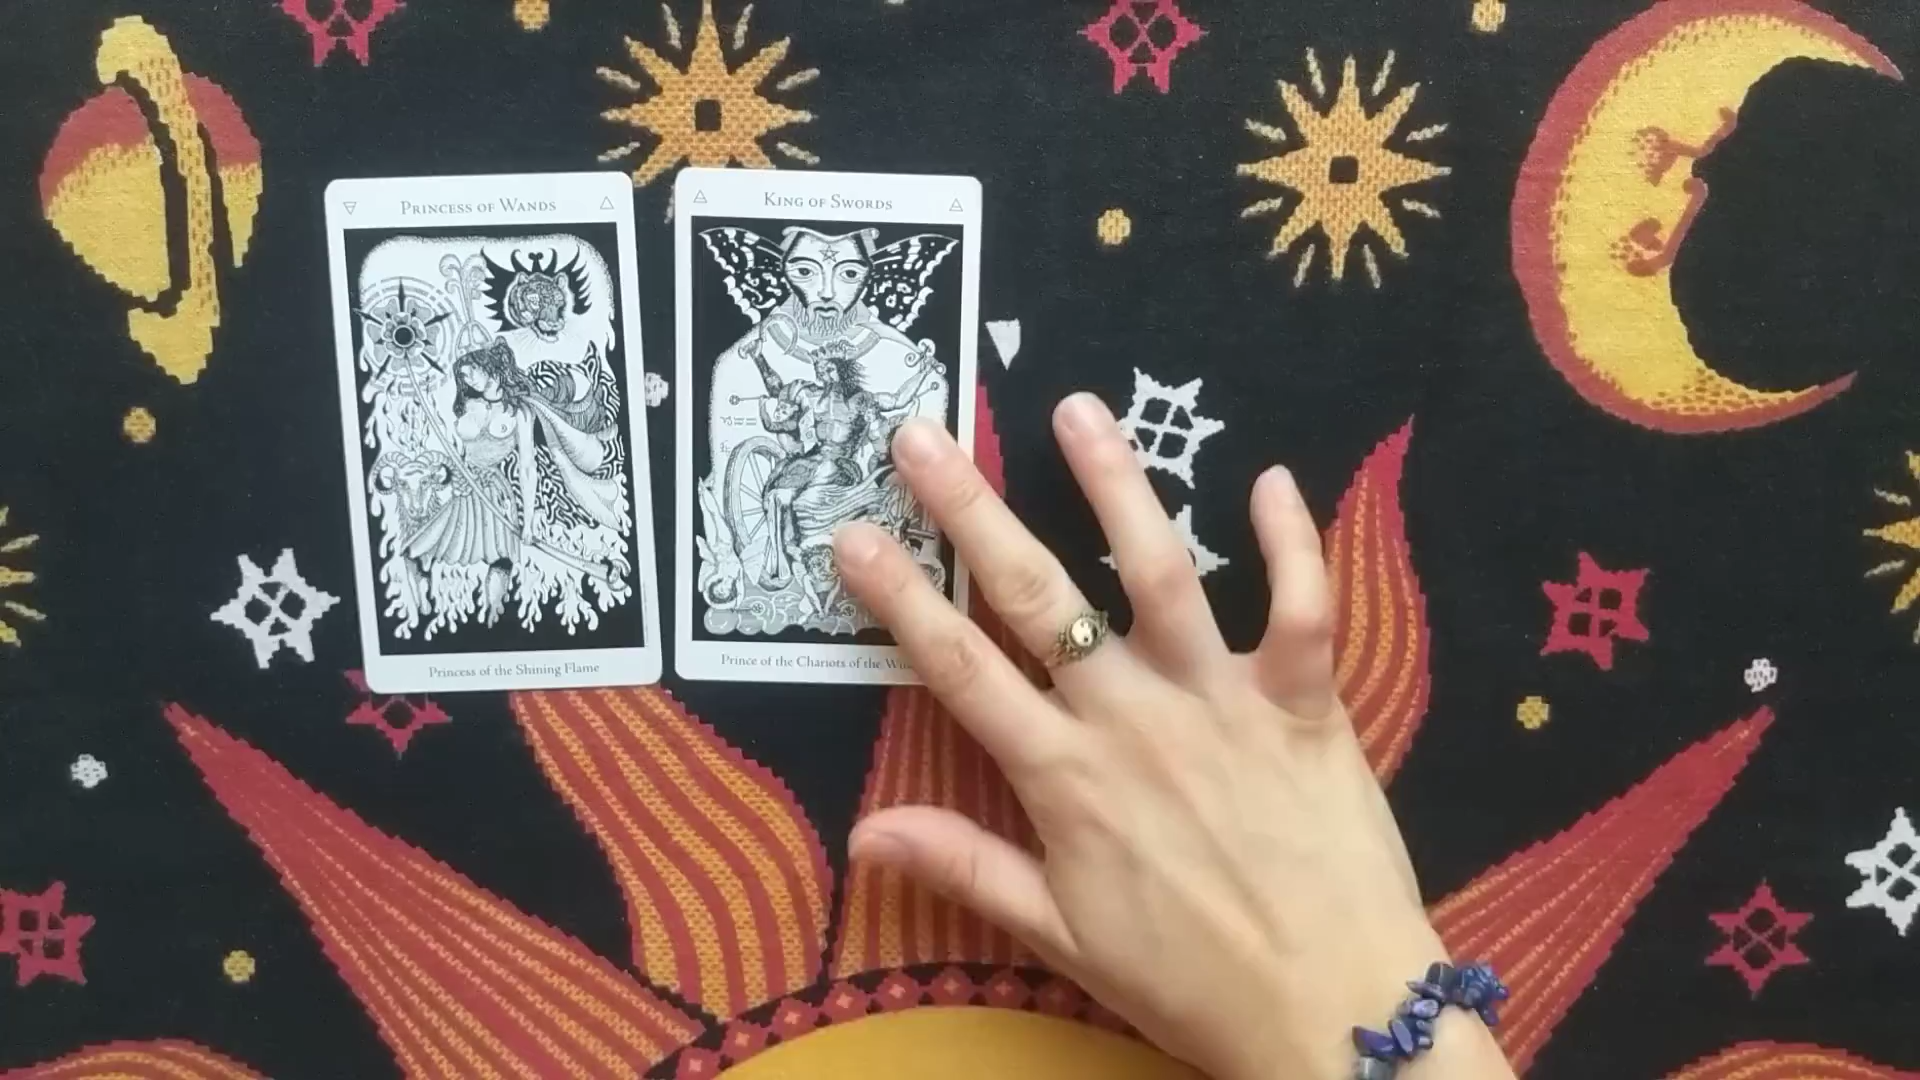 PRINCESS OF WANDS
Princess of the Shining Flame
KING OF SWORDS
Prince of the Chariots of the